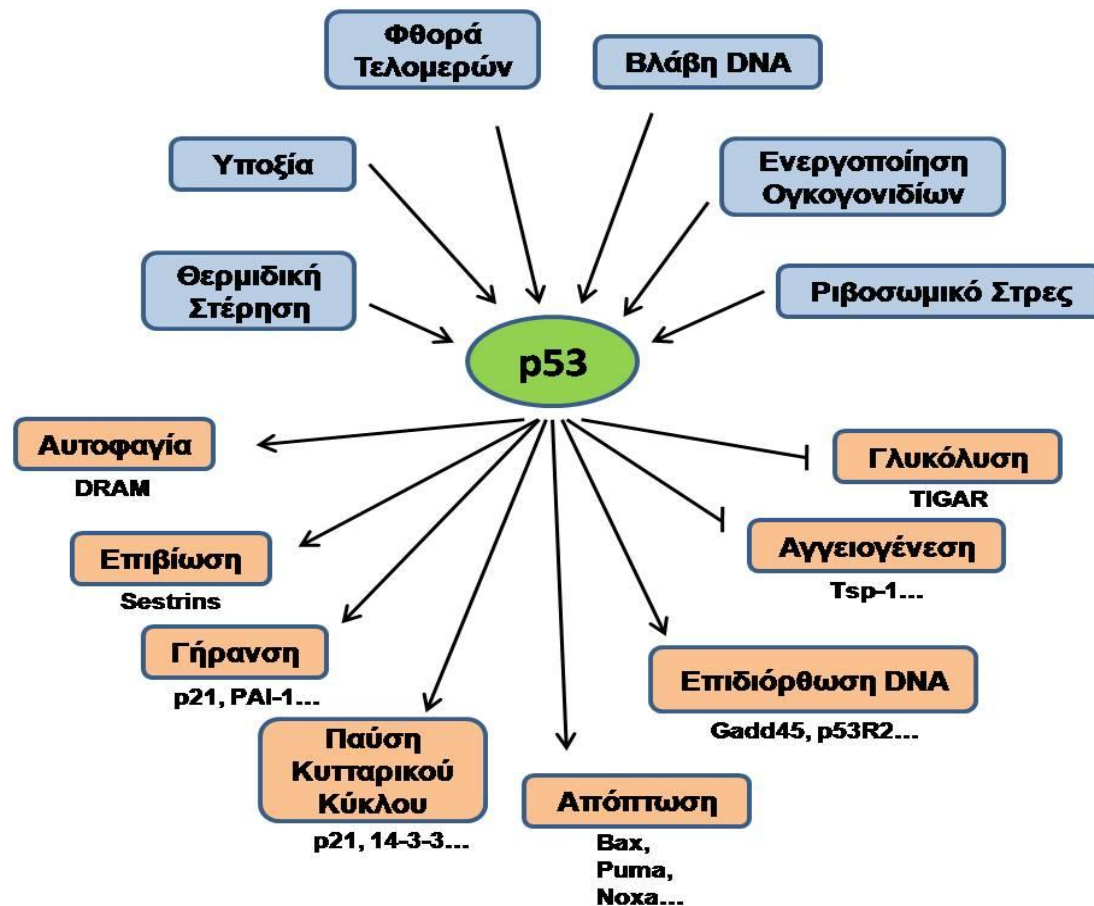 Φθορά
Τελομερών
Βλάβη DNA
Υποξία
Ενεργοποίηση
Ογκογονιδίων
Θερμιδική
Στέρηση
Ριβοσωμικό Στρες
p53
Αυτοφαγία
DRAM
Γλυκόλυση
TIGAR
Επιβίωση
Sestrins
Αγγειογένεση
Tsp-1...
Γήρανση
p21, PAI-1...
Επιδιόρθωση DNA
Gadd45, p53R2...
Παύση
Κυτταρικού
Κύκλου
p21, 14-3-3...
Απόπτωση
Bax,
Puma,
Noxa...